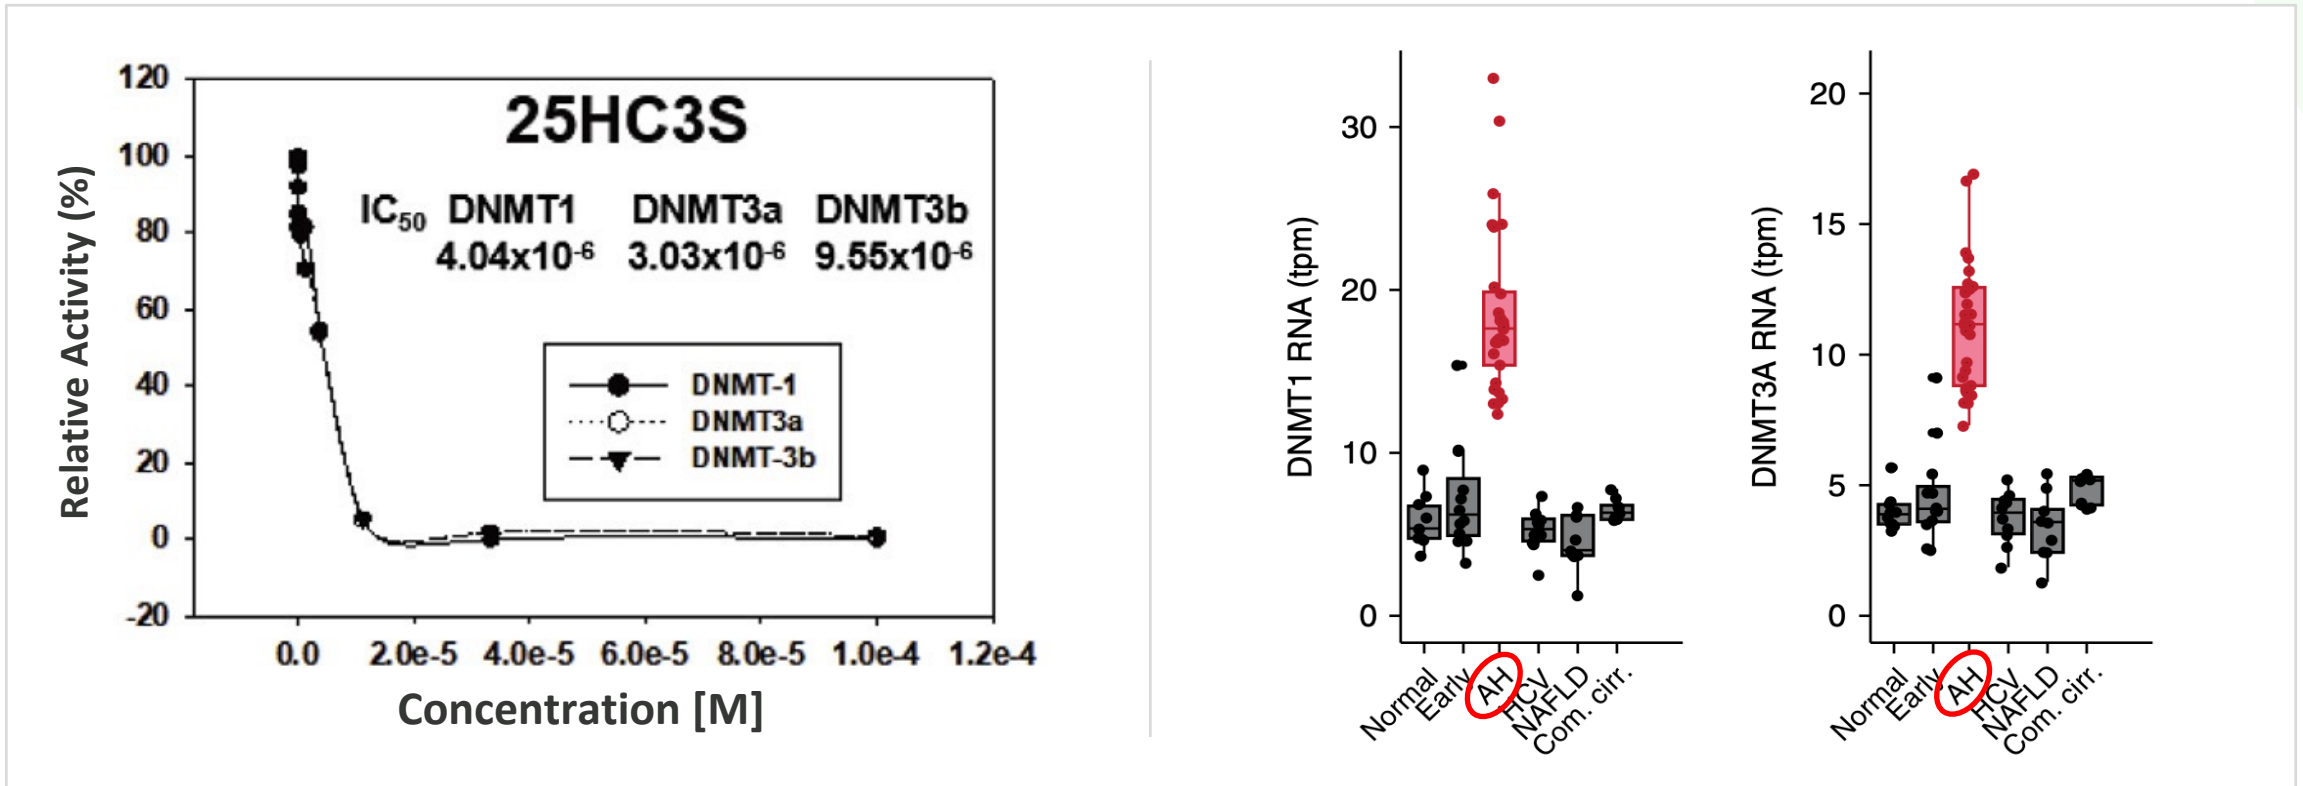 25HC3S
IC50 DNMT1 DNMT3a DNMT3b
4.04x10-6 3.03x10-6 9.55x10-6
DNMT-1
DNMT3a
DNMT-3b
Relative Activity (%)
120
100
80
60
40
20
0
-20
0.0 2.0e-5 4.0e-5 6.0e-5 8.0e-5 1.0e-4 1.2e-4
Concentration [M]
DNMT1 RNA (tpm)
30
20
10
0
Normal
Early
AH
HCV
NAFLD
Com. cirr.
DNMT3A RNA (tpm)
20
15
10
5
0
Normal
Early
AH
HCV
NAFLD
Com. cirr.